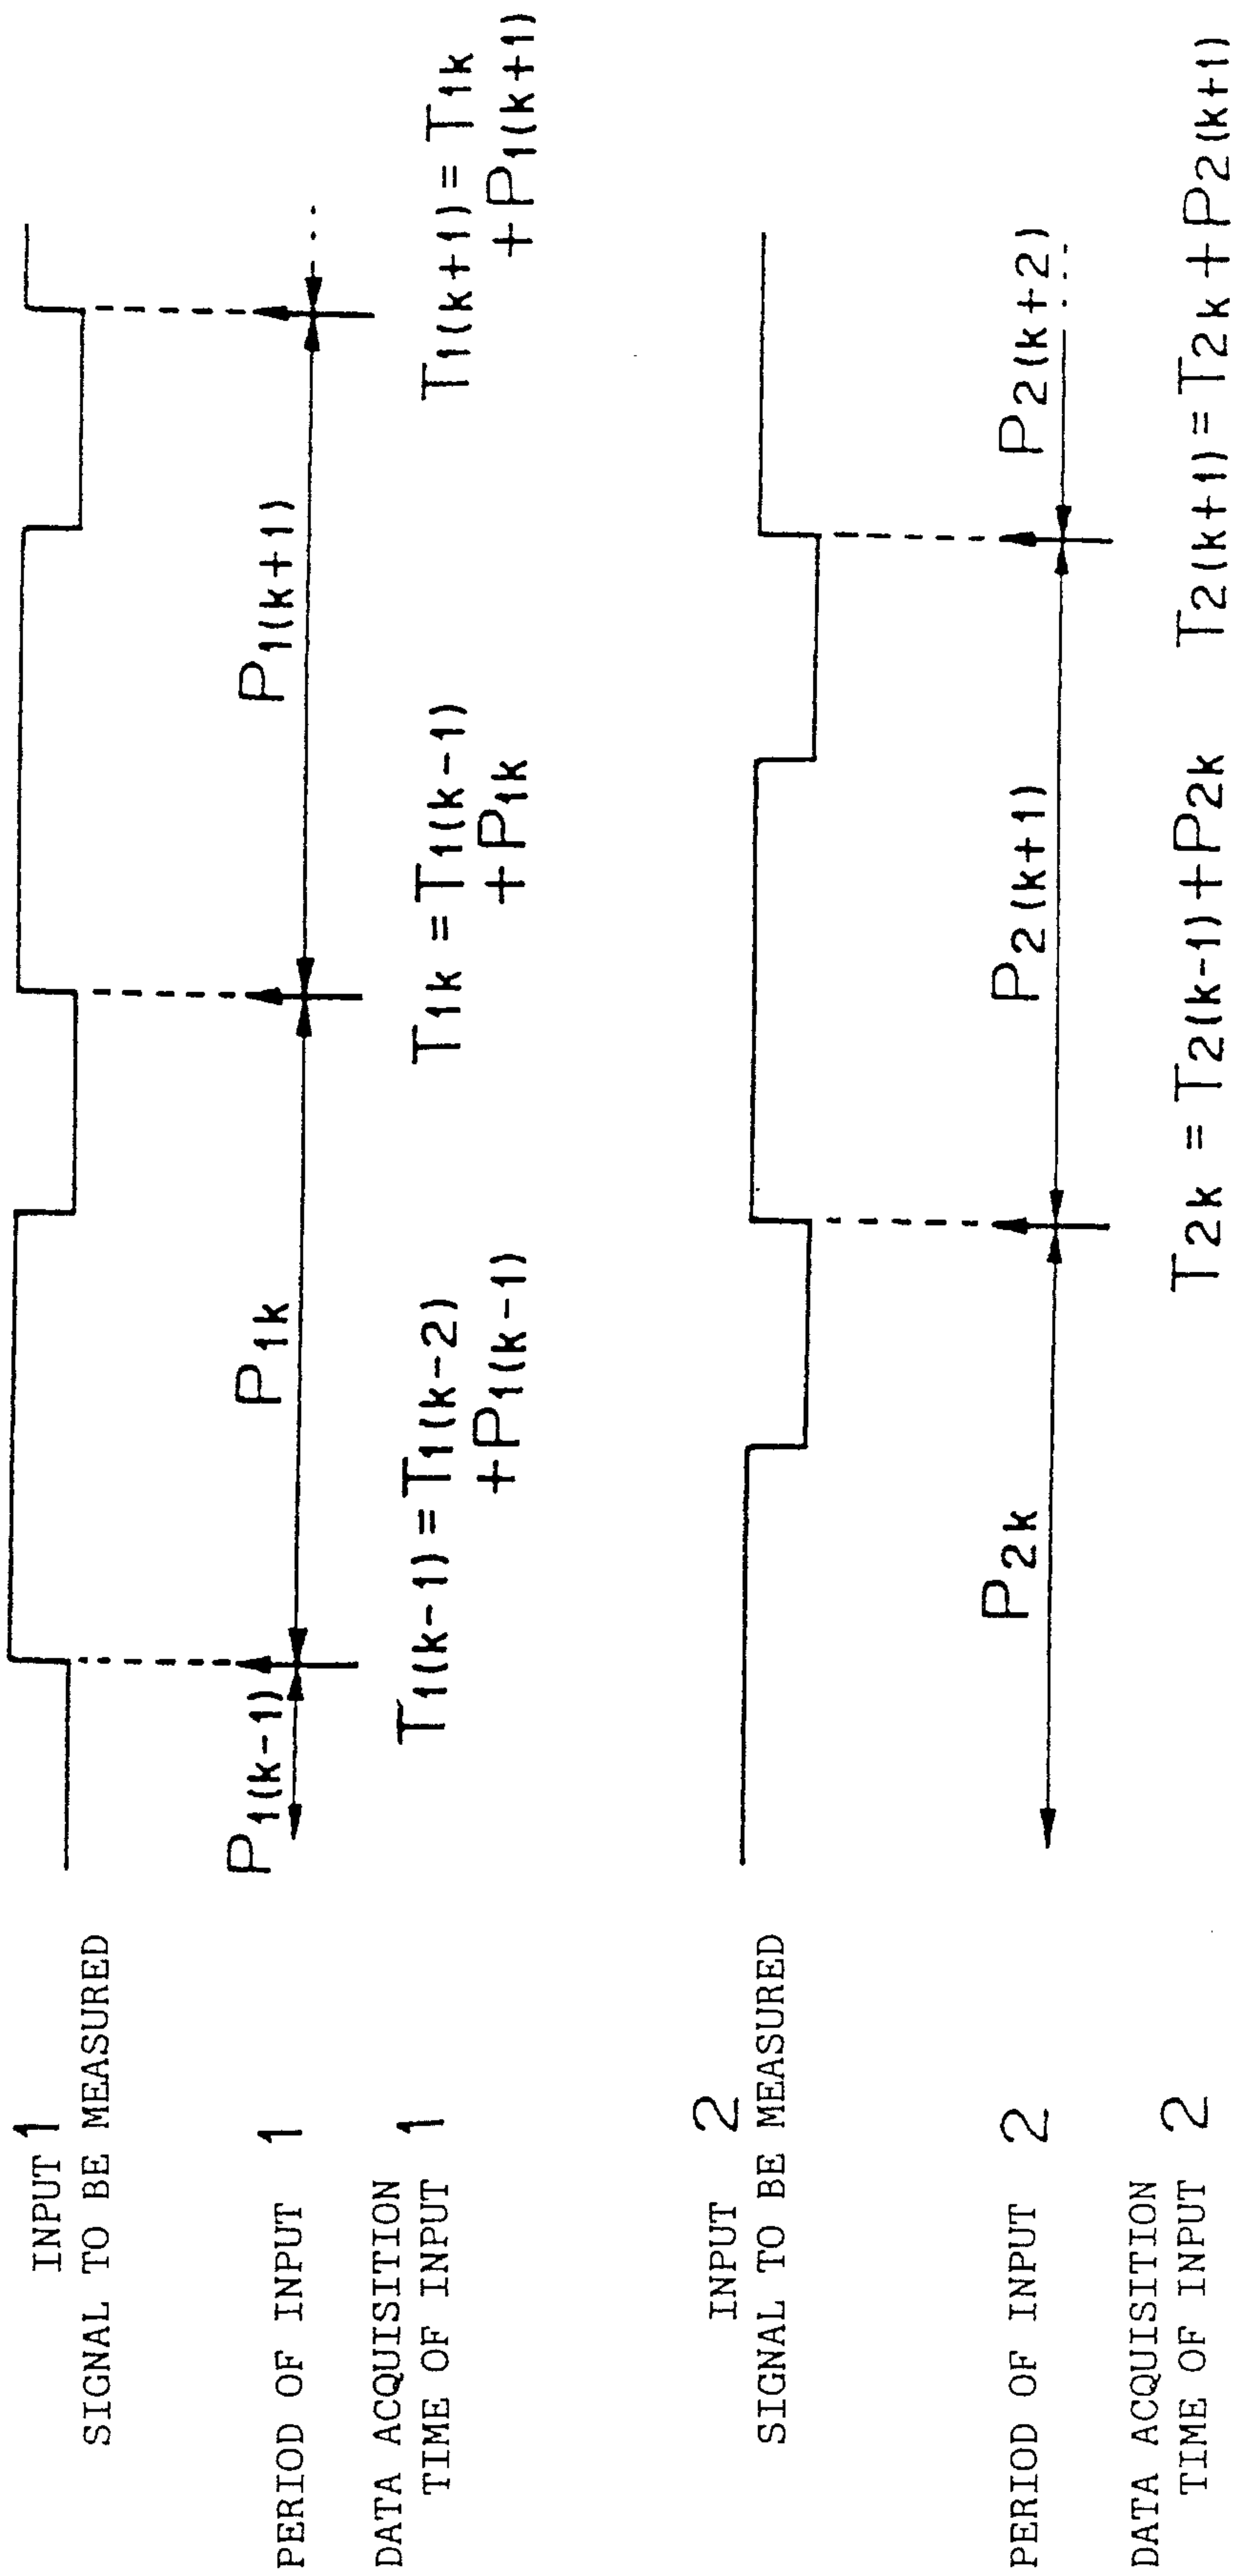 INPUT 1
SIGNAL TO BE MEASURED
PERIOD OF INPUT 1
P1(k-1)
P1k
P1(k+1)
DATA ACQUISITION
TIME OF INPUT 1
T1(k-1) = T1(k-2)
+P1(k-1)
T1k = T1(k-1)
+P1k
T1(k+1) = T1k
+P1(k+1)
INPUT 2
SIGNAL TO BE MEASURED
PERIOD OF INPUT 2
P2k
P2(k+1)
P2(k+2)
DATA ACQUISITION
TIME OF INPUT 2
T2k = T2(k-1)+P2k
T2(k+1) = T2k+P2(k+1)